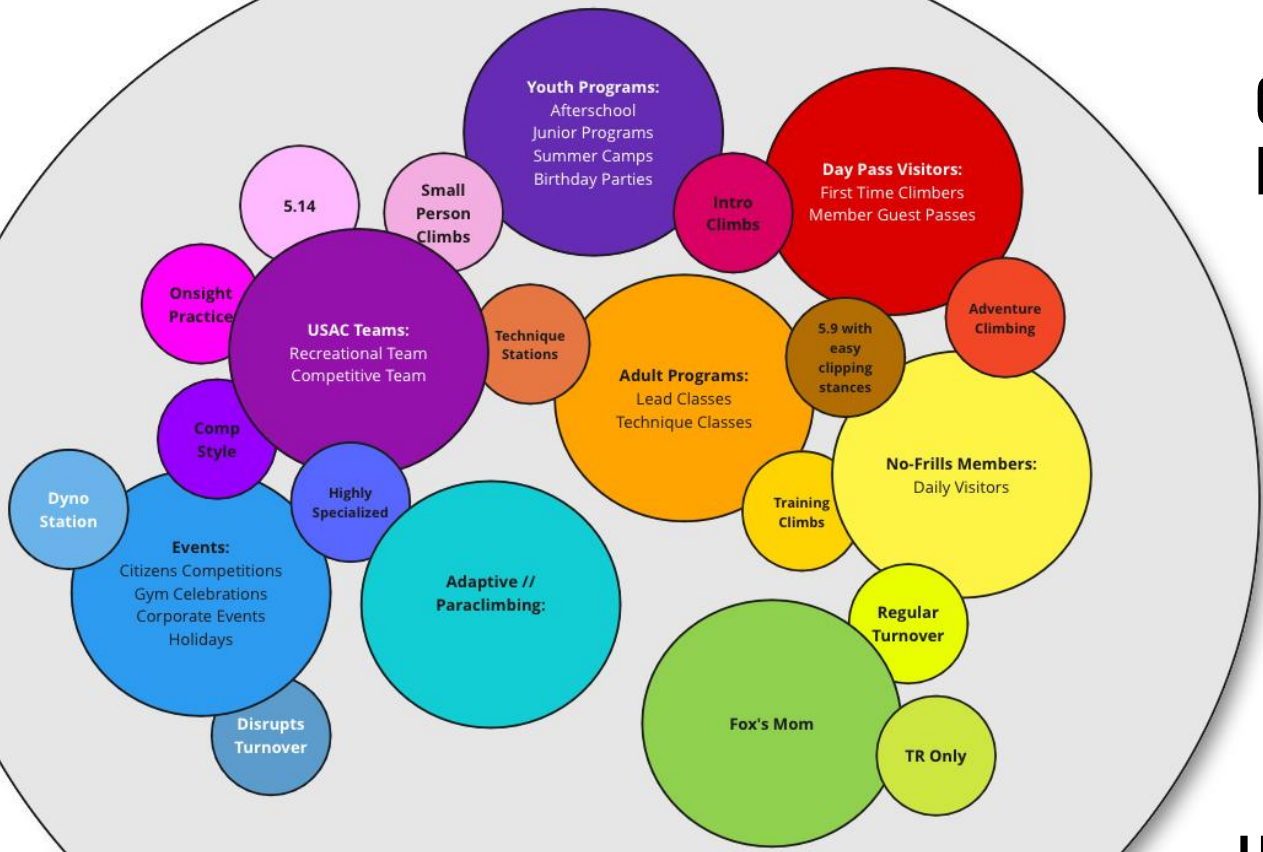 Youth Programs:
Afterschool
Junior Programs
Summer Camps
Birthday Parties
Day Pass Visitors:
First Time Climbers
Member Guest Passes
5.14
Small
Person
Climbs
Intro
Climbs
Onsight
Practice
USAC Teams:
Recreational Team
Competitive Team
Technique
Stations
Adult Programs:
Lead Classes
Technique Classes
5.9 with
easy
clipping
stances
Adventure
Climbing
Comp
Style
No-Frills Members:
Daily Visitors
Dyno
Station
Highly
Specialized
Training
Climbs
Events:
Citizens Competitions
Gym Celebrations
Corporate Events
Holidays
Adaptive //
Paraclimbing:
Regular
Turnover
Disrupts
Turnover
Fox's Mom
TR Only